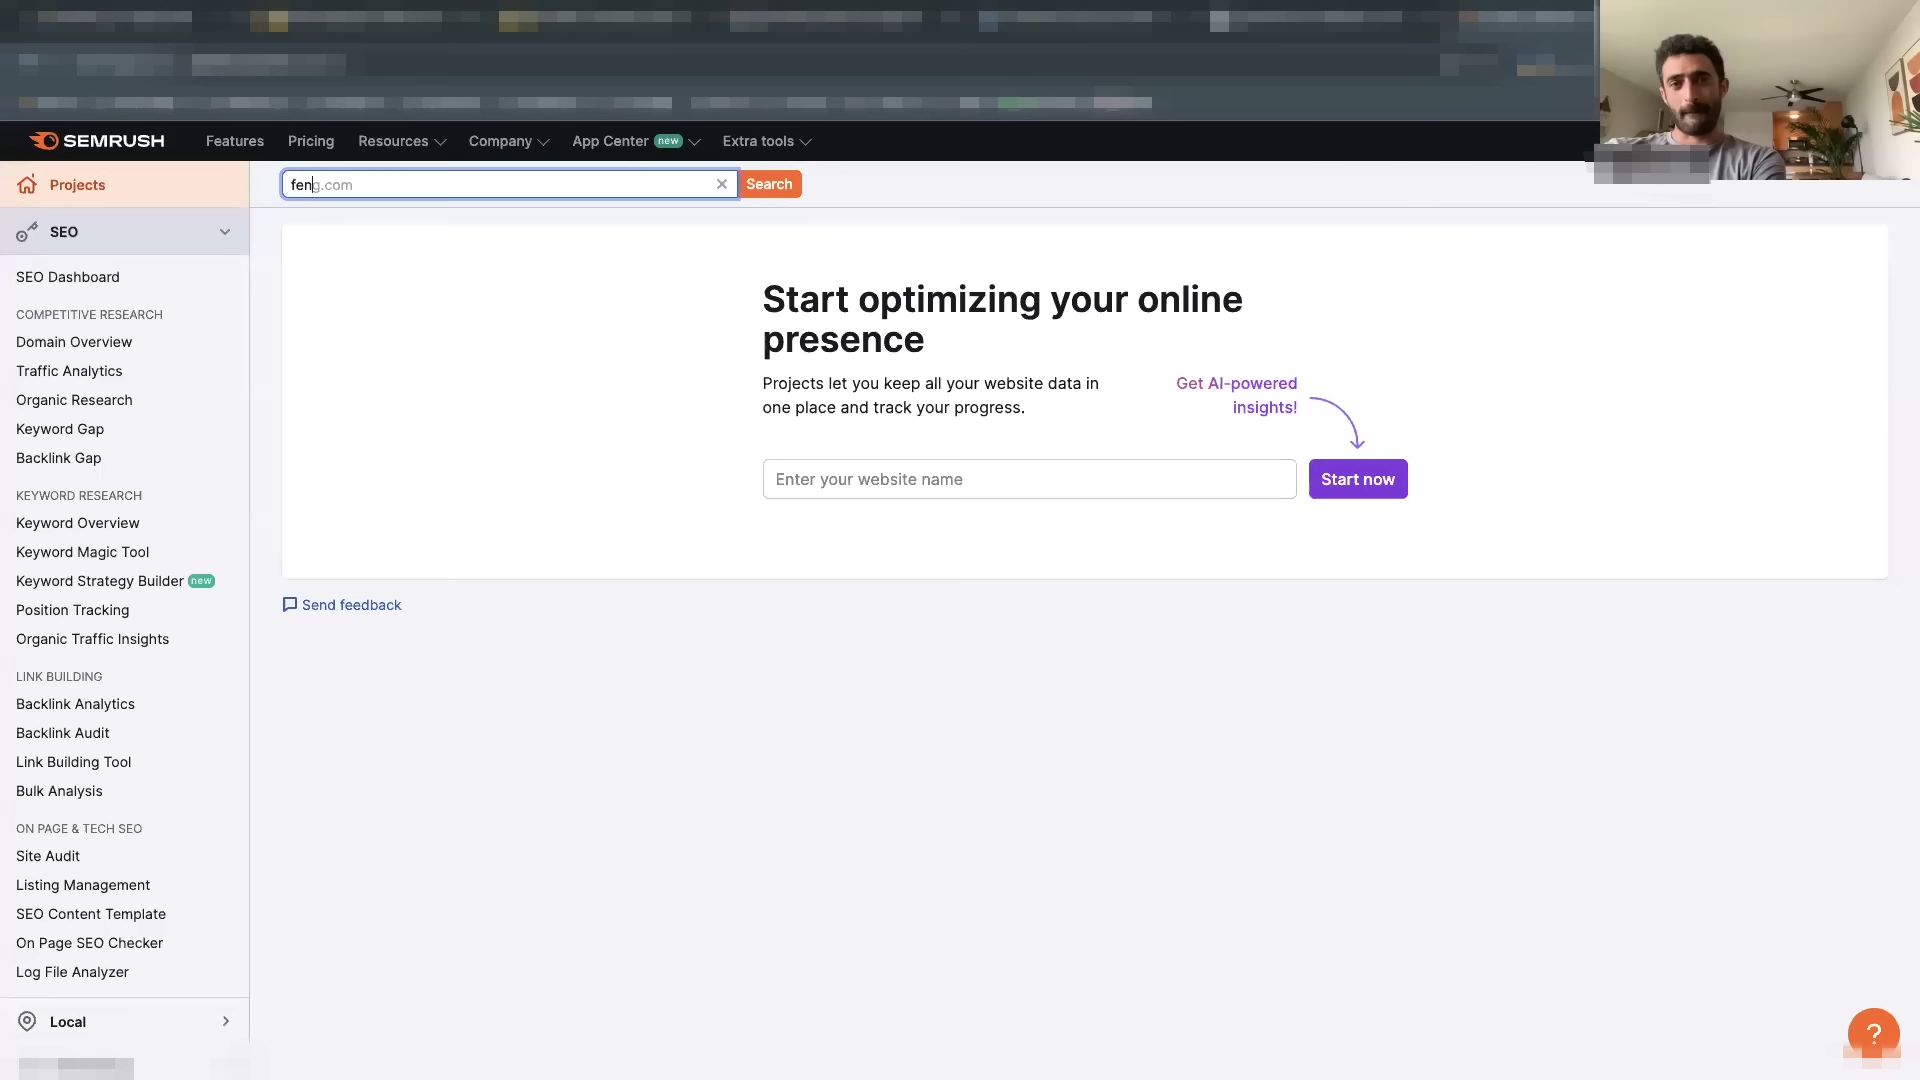 SEMRUSH
Features
Pricing
Resources
Company
App Center new
Extra tools
Projects
feng.com
Search
SEO
SEO Dashboard
COMPETITIVE RESEARCH
Domain Overview
Traffic Analytics
Organic Research
Keyword Gap
Backlink Gap
KEYWORD RESEARCH
Keyword Overview
Keyword Magic Tool
Keyword Strategy Builder new
Position Tracking
Organic Traffic Insights
LINK BUILDING
Backlink Analytics
Backlink Audit
Link Building Tool
Bulk Analysis
ON PAGE & TECH SEO
Site Audit
Listing Management
SEO Content Template
On Page SEO Checker
Log File Analyzer
Local
Start optimizing your online
presence
Projects let you keep all your website data in
one place and track your progress.
Get AI-powered
insights!
Enter your website name
Start now
Send feedback
?